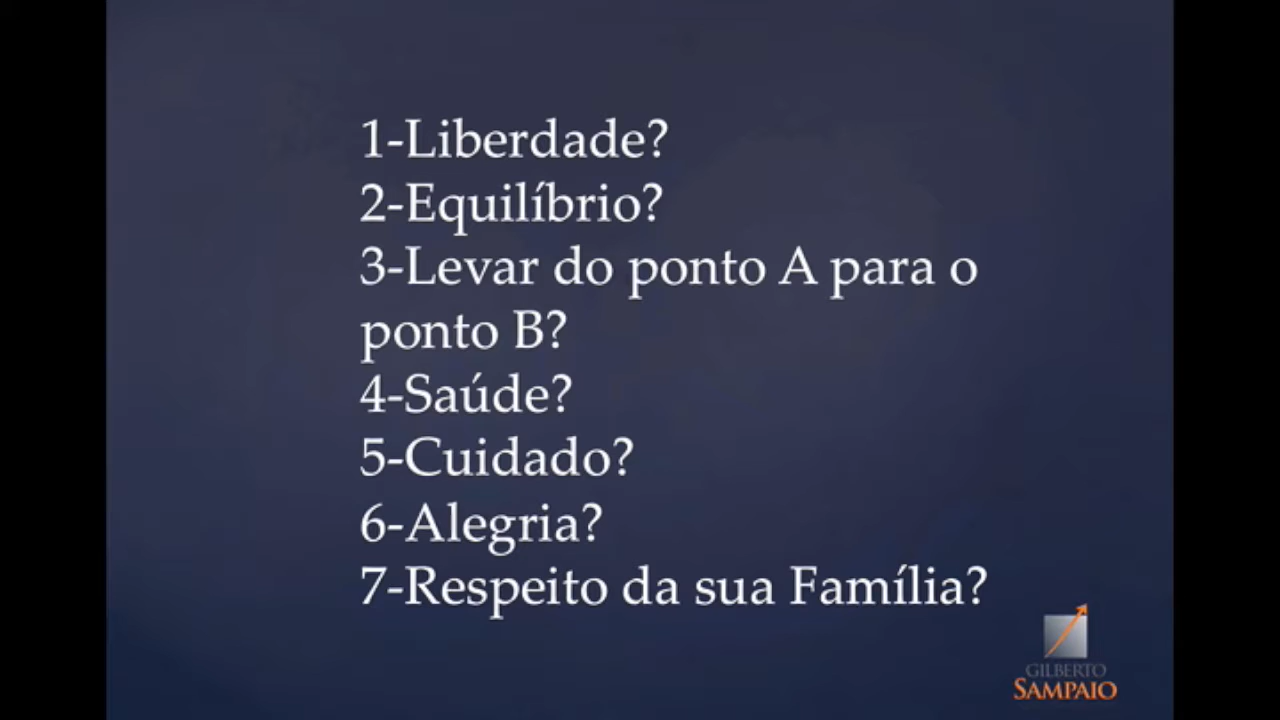 1-Liberdade?
2-Equilíbrio?
3-Levar do ponto A para o
ponto B?
4-Saúde?
5-Cuidado?
6-Alegria?
7-Respeito da sua Família?
GILBERTO
SAMPAIO